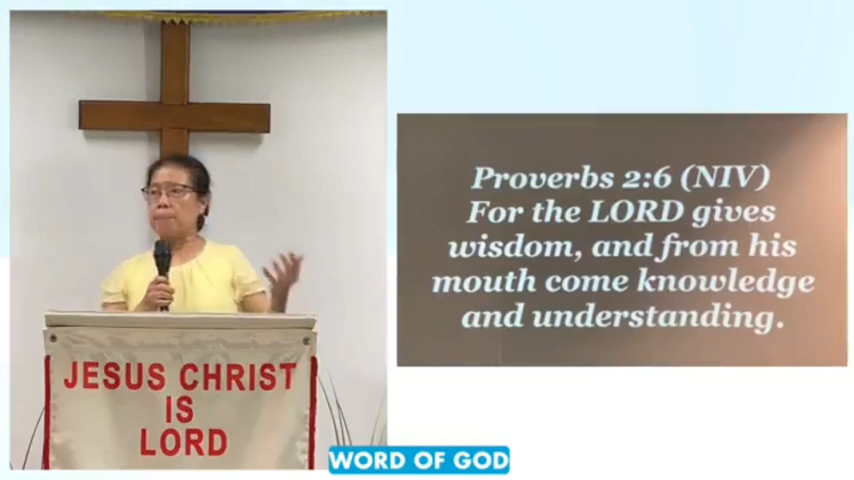 Proverbs 2:6 (NIV)
For the LORD gives
wisdom, and from his
mouth come knowledge
and understanding.
JESUS CHRIST
IS
LORD
WORD OF GOD